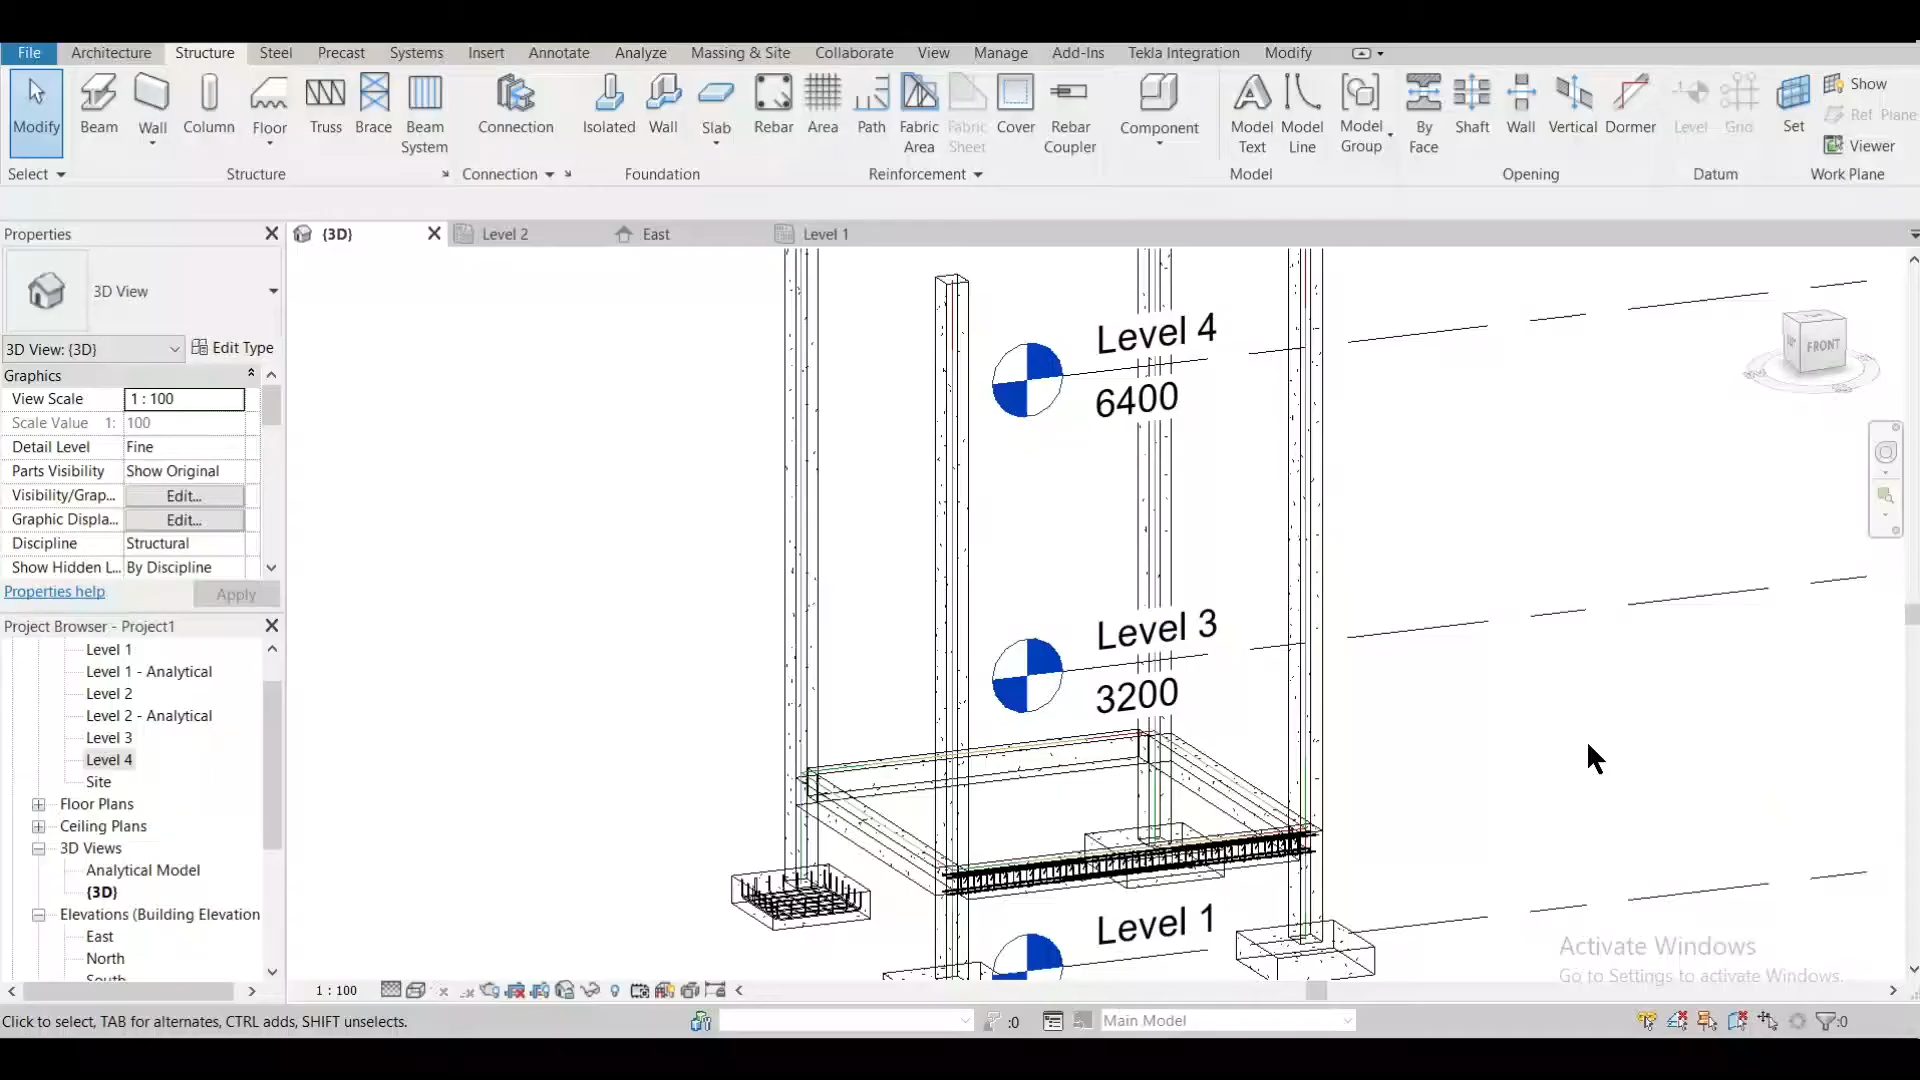 File Architecture Structure Steel Precast Systems Insert Annotate Analyze Massing & Site Collaborate View Manage Add-Ins Tekla Integration Modify
Modify Beam Wall Column Floor Truss Brace Beam System Connection Isolated Wall Slab Rebar Area Path Fabric Area Fabric Sheet Cover Rebar Coupler Component Model Text Model Line Model Group By Face Shaft Wall Vertical Dormer Level Grid Set Show Ref Plane Viewer
Select Structure Connection Foundation Reinforcement Model Opening Datum Work Plane
Properties
{3D} Level 2 East Level 1
3D View
3D View: {3D} Edit Type
Graphics
View Scale 1 : 100
Scale Value 1: 100
Detail Level Fine
Parts Visibility Show Original
Visibility/Grap... Edit...
Graphic Displa... Edit...
Discipline Structural
Show Hidden L... By Discipline
Properties help Apply
Project Browser - Project1
Level 1
Level 1 - Analytical
Level 2
Level 2 - Analytical
Level 3
Level 4
Site
Floor Plans
Ceiling Plans
3D Views
Analytical Model
{3D}
Elevations (Building Elevation
East
North
Level 4
6400
Level 3
3200
Level 1
FRONT
Activate Windows
Go to Settings to activate Windows.
1 : 100
Click to select, TAB for alternates, CTRL adds, SHIFT unselects. :0 Main Model :0